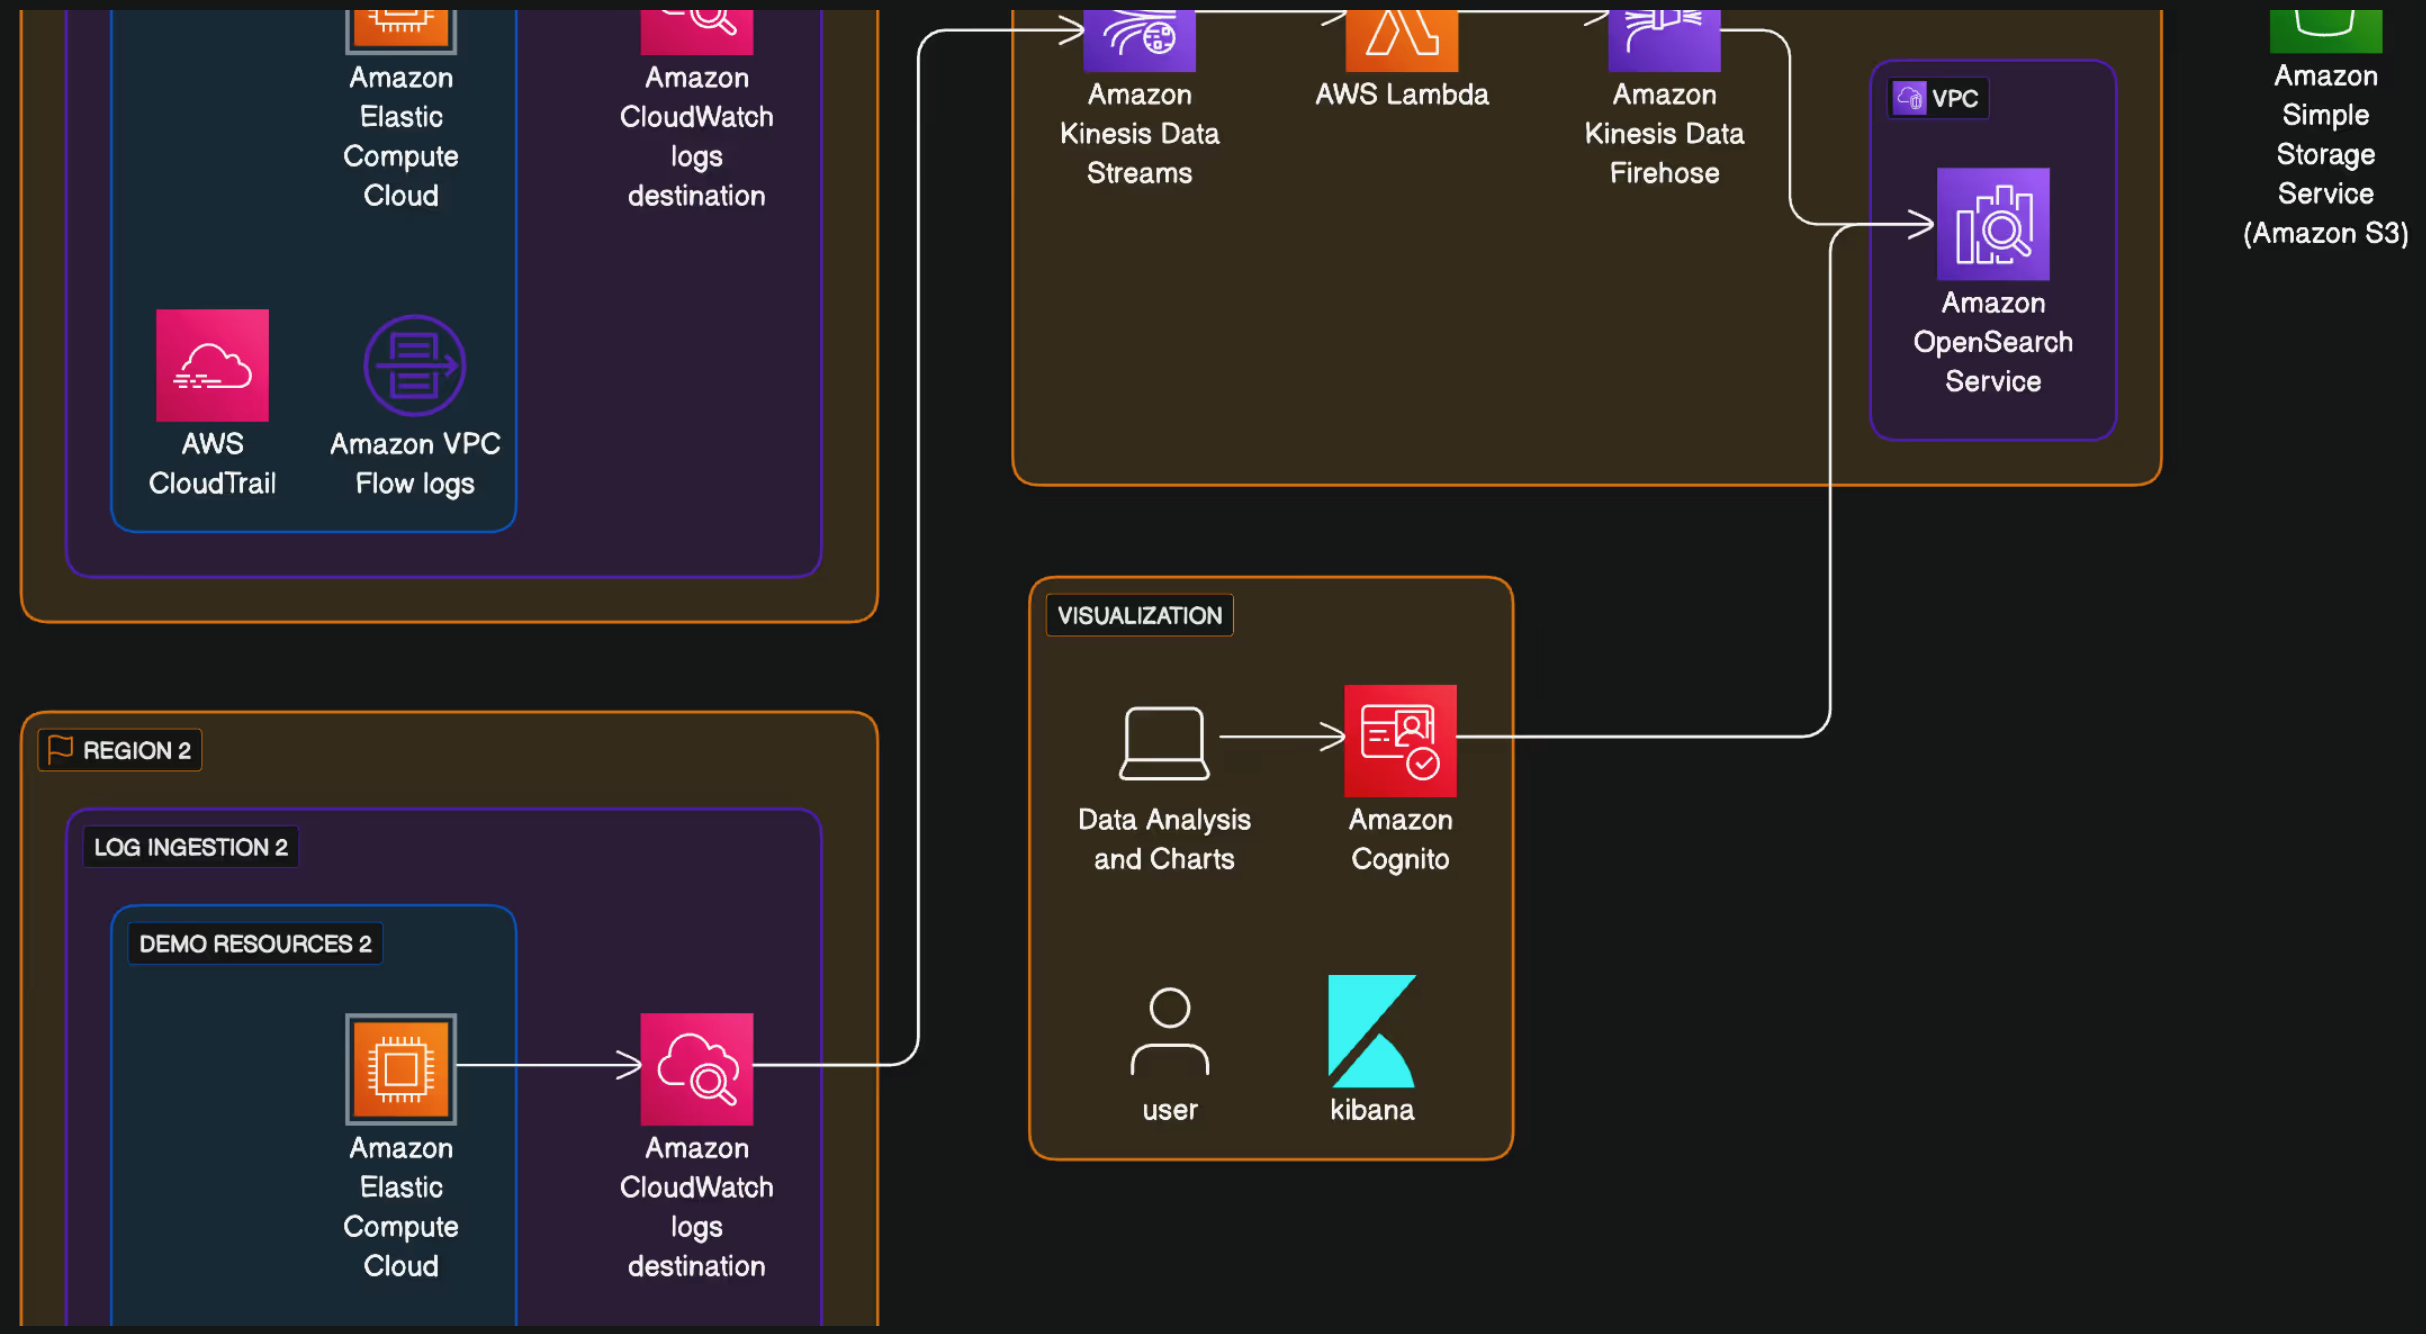 Amazon
Elastic
Compute
Cloud
Amazon
CloudWatch
logs
destination
AWS
CloudTrail
Amazon VPC
Flow logs
Amazon
Kinesis Data
Streams
AWS Lambda
Amazon
Kinesis Data
Firehose
VPC
Amazon
OpenSearch
Service
Amazon
Simple
Storage
Service
(Amazon S3)
REGION 2
LOG INGESTION 2
DEMO RESOURCES 2
Amazon
Elastic
Compute
Cloud
Amazon
CloudWatch
logs
destination
VISUALIZATION
Data Analysis
and Charts
Amazon
Cognito
user
kibana